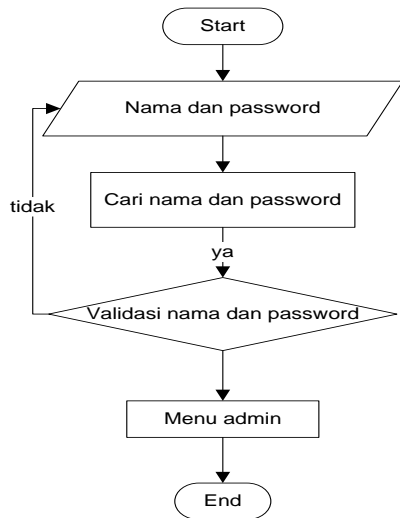 Start
Nama dan password
Cari nama dan password
tidak
ya
Validasi nama dan password
Menu admin
End